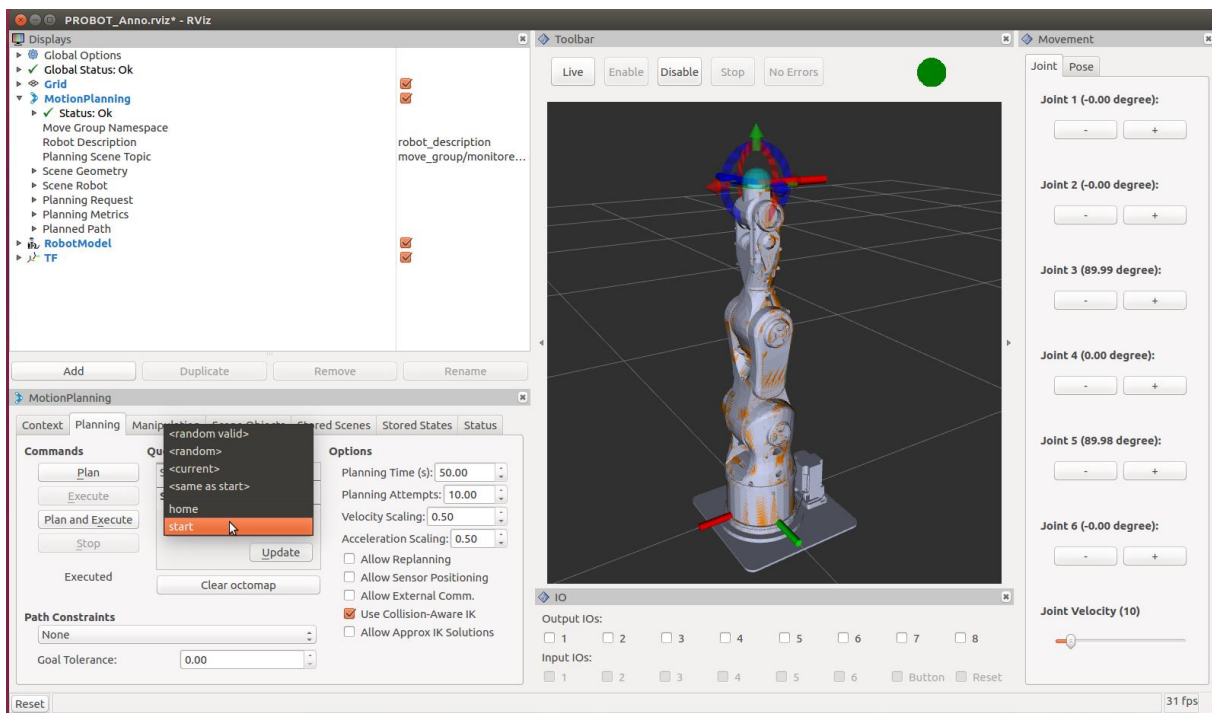 PROBOT_Anno.rviz* - RViz
Displays
Global Options
Global Status: Ok
Grid
MotionPlanning
Status: Ok
Move Group Namespace
Robot Description robot_description
Planning Scene Topic move_group/monitore...
Scene Geometry
Scene Robot
Planning Request
Planning Metrics
Planned Path
RobotModel
TF
Add Duplicate Remove Rename
MotionPlanning
Context Planning Scenes Stored States Status
Commands
Plan
Execute
Plan and Execute
Stop
Executed
<random valid>
<random>
<current>
<same as start>
home
start
Update
Clear octomap
Options
Planning Time (s): 50.00
Planning Attempts: 10.00
Velocity Scaling: 0.50
Acceleration Scaling: 0.50
Allow Replanning
Allow Sensor Positioning
Allow External Comm.
Use Collision-Aware IK
Allow Approx IK Solutions
Path Constraints
None
Goal Tolerance: 0.00
Reset
Toolbar
Live Enable Disable Stop No Errors
IO
Output IOs:
1 2 3 4 5 6 7 8
Input IOs:
1 2 3 4 5 6 Button Reset
Movement
Joint Pose
Joint 1 (-0.00 degree):
- +
Joint 2 (-0.00 degree):
- +
Joint 3 (89.99 degree):
- +
Joint 4 (0.00 degree):
- +
Joint 5 (89.98 degree):
- +
Joint 6 (-0.00 degree):
- +
Joint Velocity (10)
31 fps